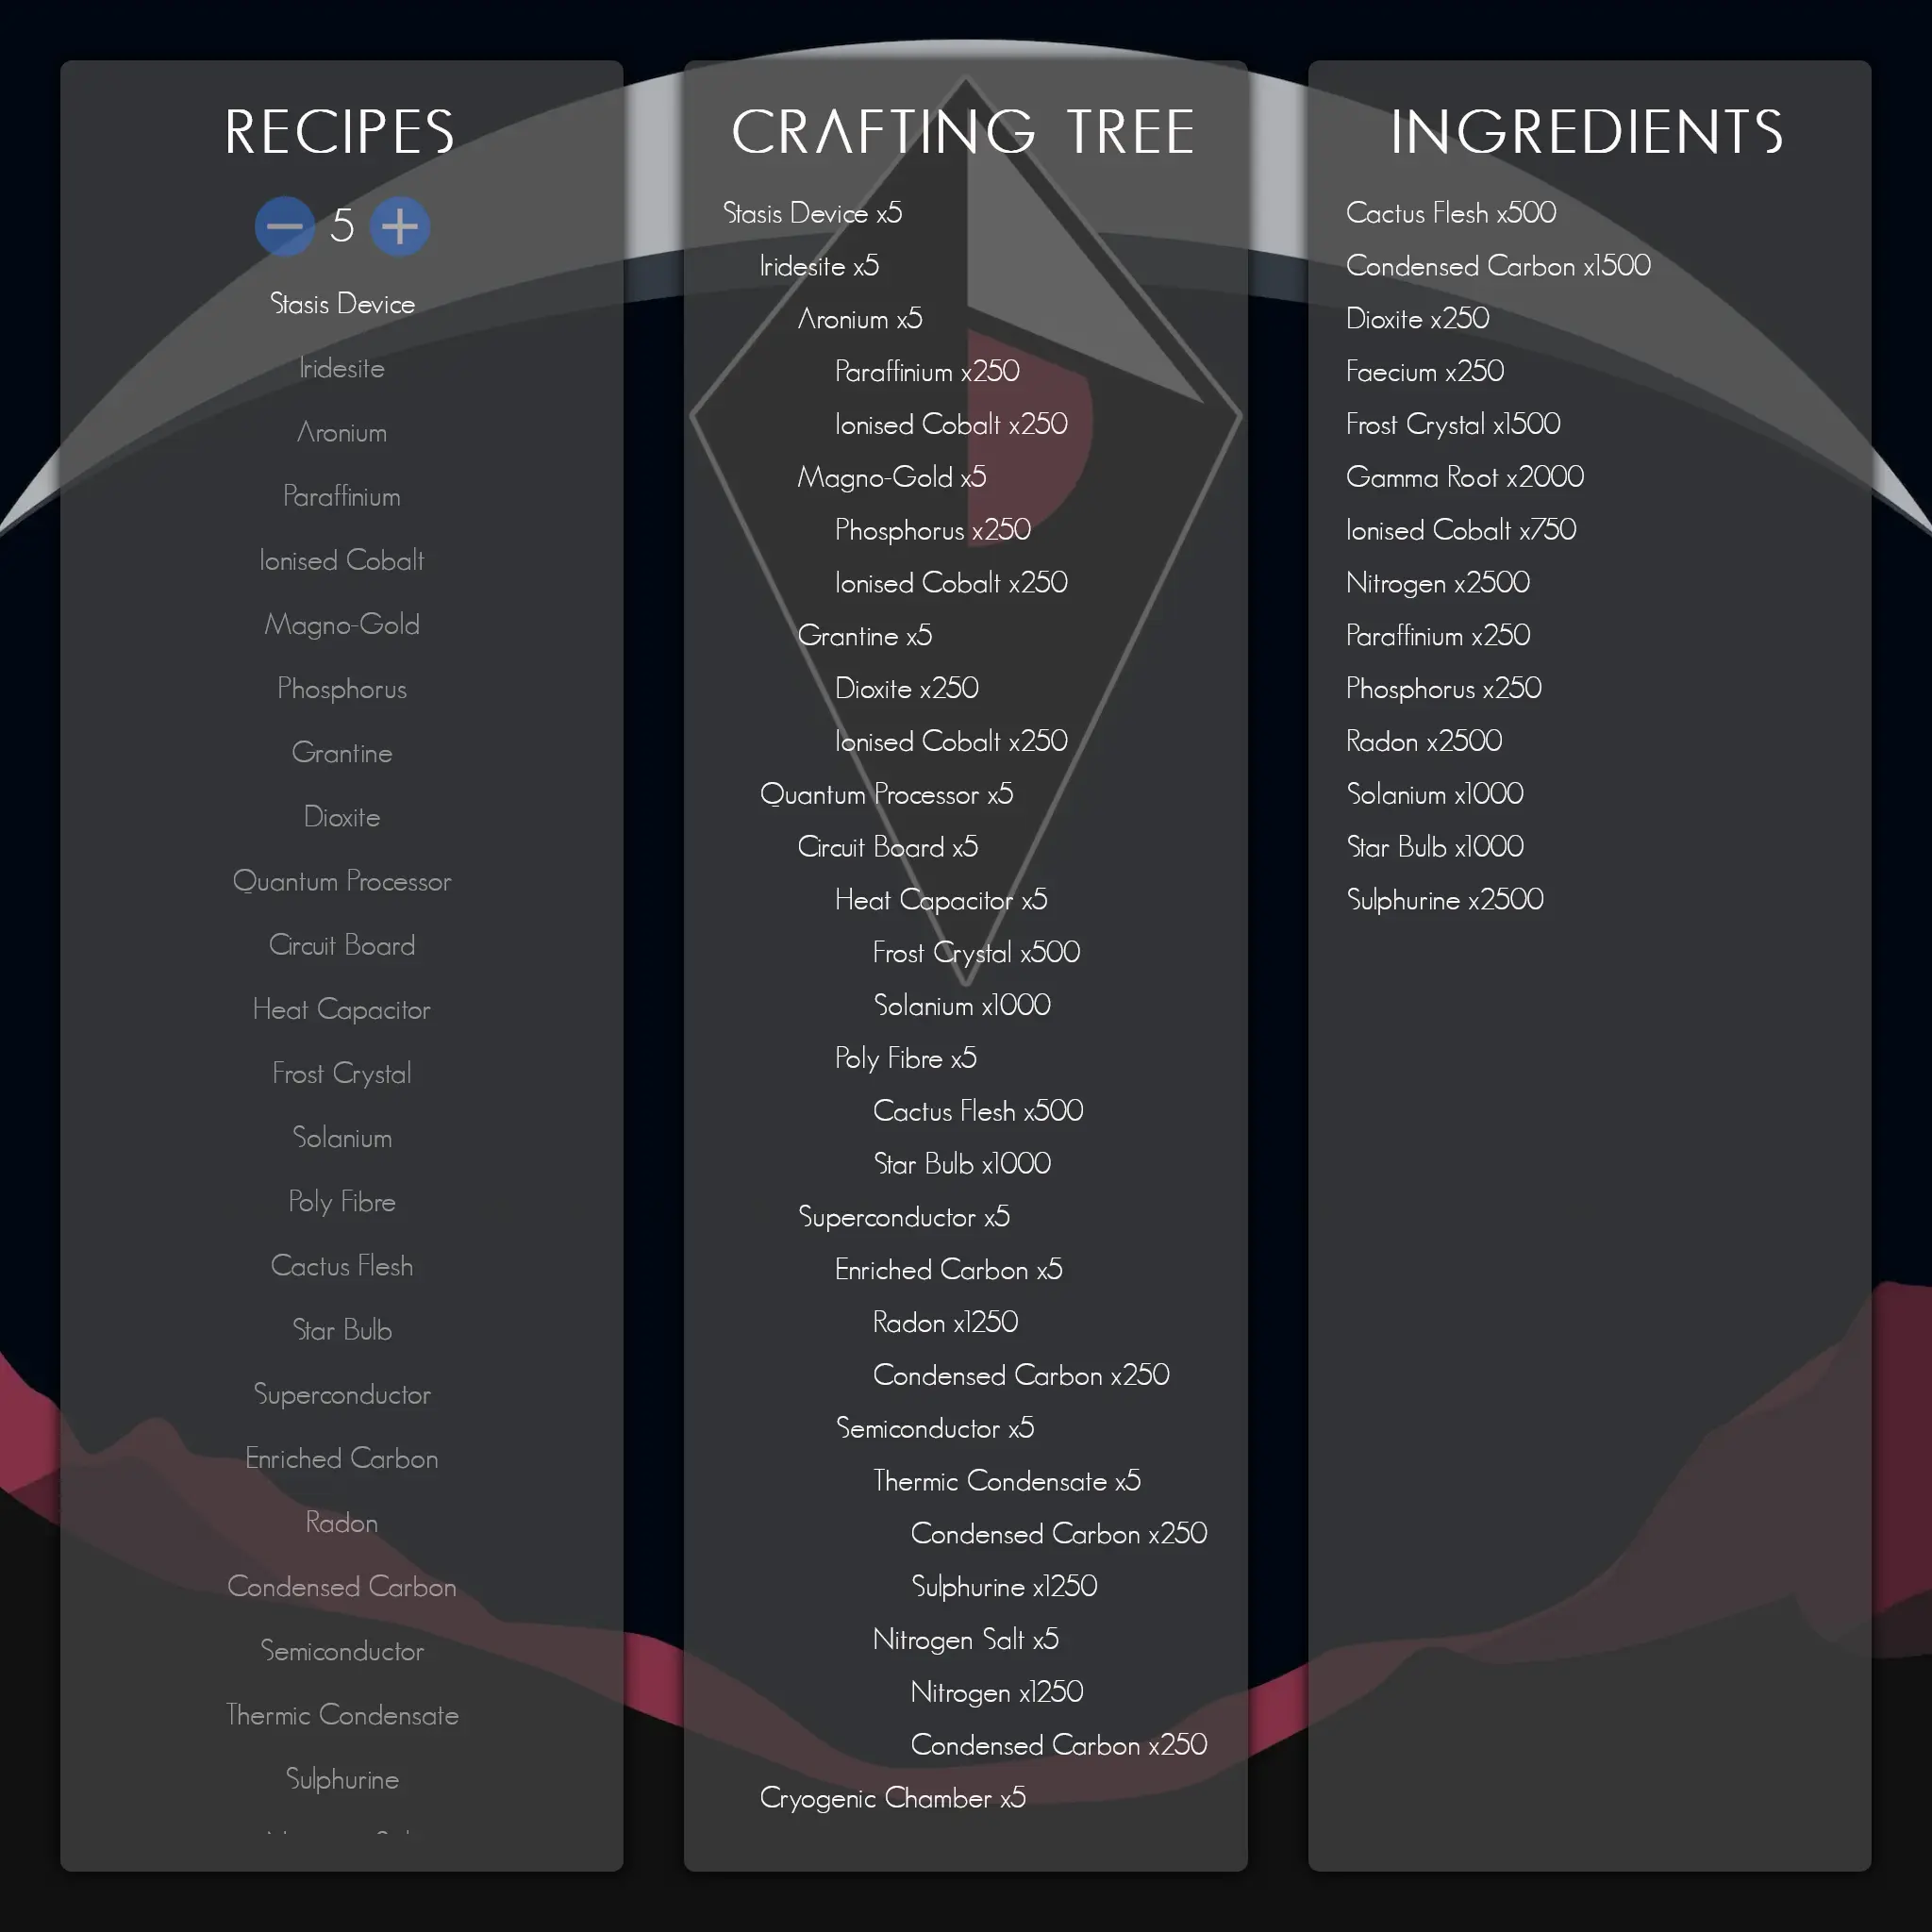 RECIPES
5
Stasis Device
Iridesite
Aronium
Paraffinium
Ionised Cobalt
Magno-Gold
Phosphorus
Grantine
Dioxite
Quantum Processor
Circuit Board
Heat Capacitor
Frost Crystal
Solanium
Poly Fibre
Cactus Flesh
Star Bulb
Superconductor
Enriched Carbon
Radon
Condensed Carbon
Semiconductor
Thermic Condensate
Sulphurine
CRAFTING TREE
Stasis Device x5
Iridesite x5
Aronium x5
Paraffinium x250
Ionised Cobalt x250
Magno-Gold x5
Phosphorus x250
Ionised Cobalt x250
Grantine x5
Dioxite x250
Ionised Cobalt x250
Quantum Processor x5
Circuit Board x5
Heat Capacitor x5
Frost Crystal x500
Solanium x1000
Poly Fibre x5
Cactus Flesh x500
Star Bulb x1000
Superconductor x5
Enriched Carbon x5
Radon x1250
Condensed Carbon x250
Semiconductor x5
Thermic Condensate x5
Condensed Carbon x250
Sulphurine x1250
Nitrogen Salt x5
Nitrogen x1250
Condensed Carbon x250
Cryogenic Chamber x5
INGREDIENTS
Cactus Flesh x500
Condensed Carbon x1500
Dioxite x250
Faecium x250
Frost Crystal x1500
Gamma Root x2000
Ionised Cobalt x750
Nitrogen x2500
Paraffinium x250
Phosphorus x250
Radon x2500
Solanium x1000
Star Bulb x1000
Sulphurine x2500